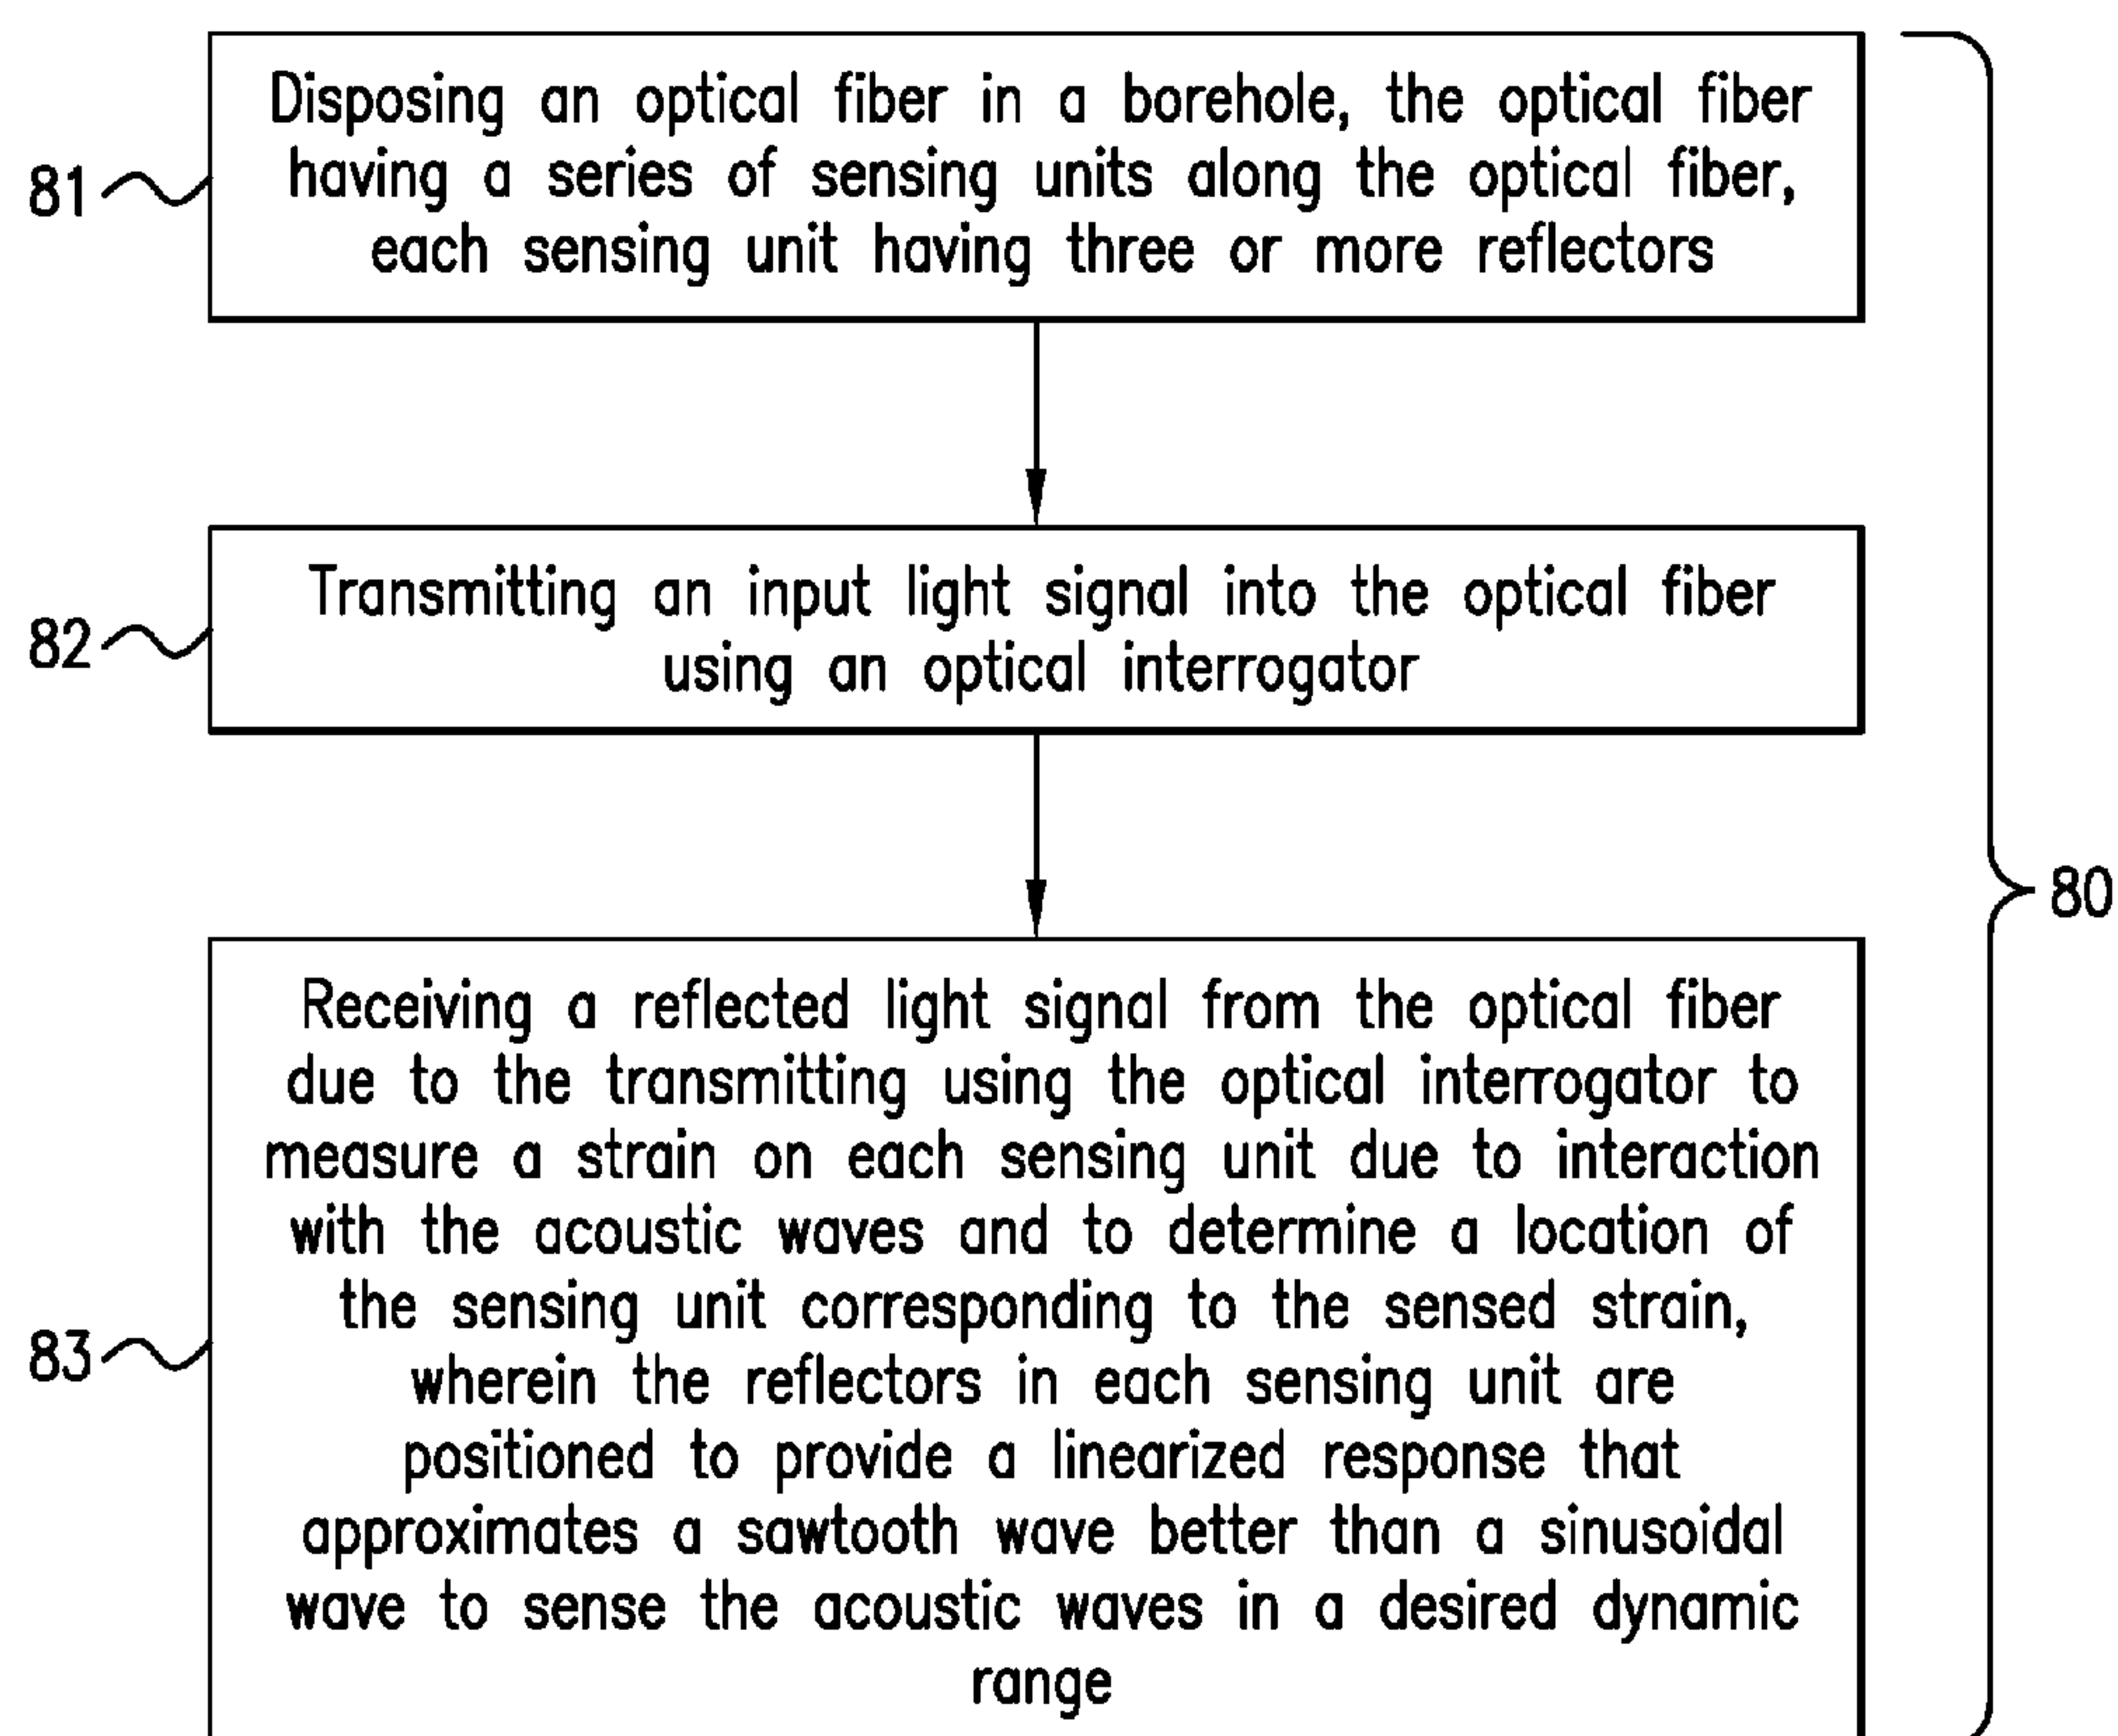 Disposing an optical fiber in a borehole, the optical fiber
having a series of sensing units along the optical fiber,
each sensing unit having three or more reflectors
81
Transmitting an input light signal into the optical fiber
using an optical interrogator
82
80
Receiving a reflected light signal from the optical fiber
due to the transmitting using the optical interrogator to
measure a strain on each sensing unit due to interaction
with the acoustic waves and to determine a location of
the sensing unit corresponding to the sensed strain,
wherein the reflectors in each sensing unit are
positioned to provide a linearized response that
approximates a sawtooth wave better than a sinusoidal
wave to sense the acoustic waves in a desired dynamic
range
83